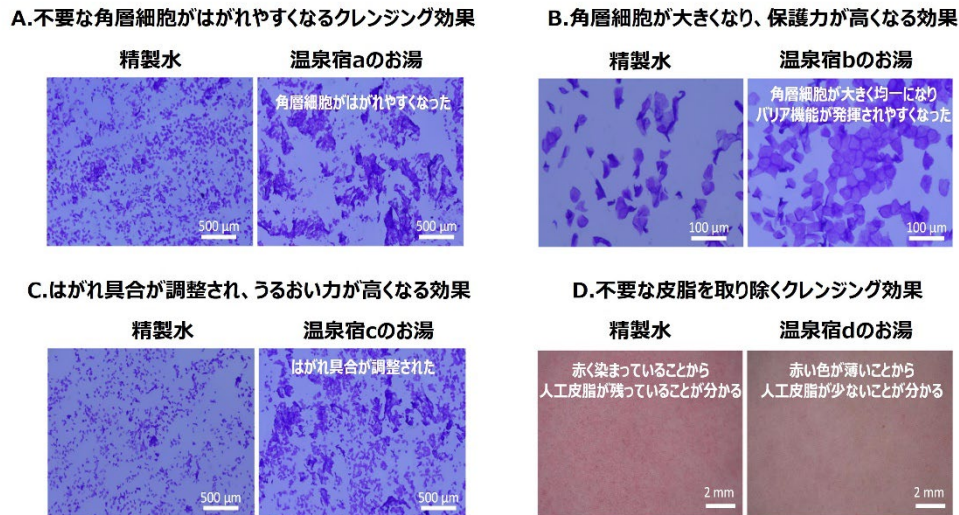 A.不要な角層細胞がはがれやすくなるクレンジング効果
精製水
温泉宿aのお湯
角層細胞がはがれやすくなった
500 µm
500 µm
B.角層細胞が大きくなり、保護力が高くなる効果
精製水
温泉宿bのお湯
角層細胞が大きく均一になり
バリア機能が発揮されやすくなった
100 µm
100 µm
C.はがれ具合が調整され、うるおい力が高くなる効果
精製水
温泉宿cのお湯
はがれ具合が調整された
500 µm
500 µm
D.不要な皮脂を取り除くクレンジング効果
精製水
温泉宿dのお湯
赤く染まっていることから
人工皮脂が残っていることが分かる
赤い色が薄いことから
人工皮脂が少ないことが分かる
2 mm
2 mm